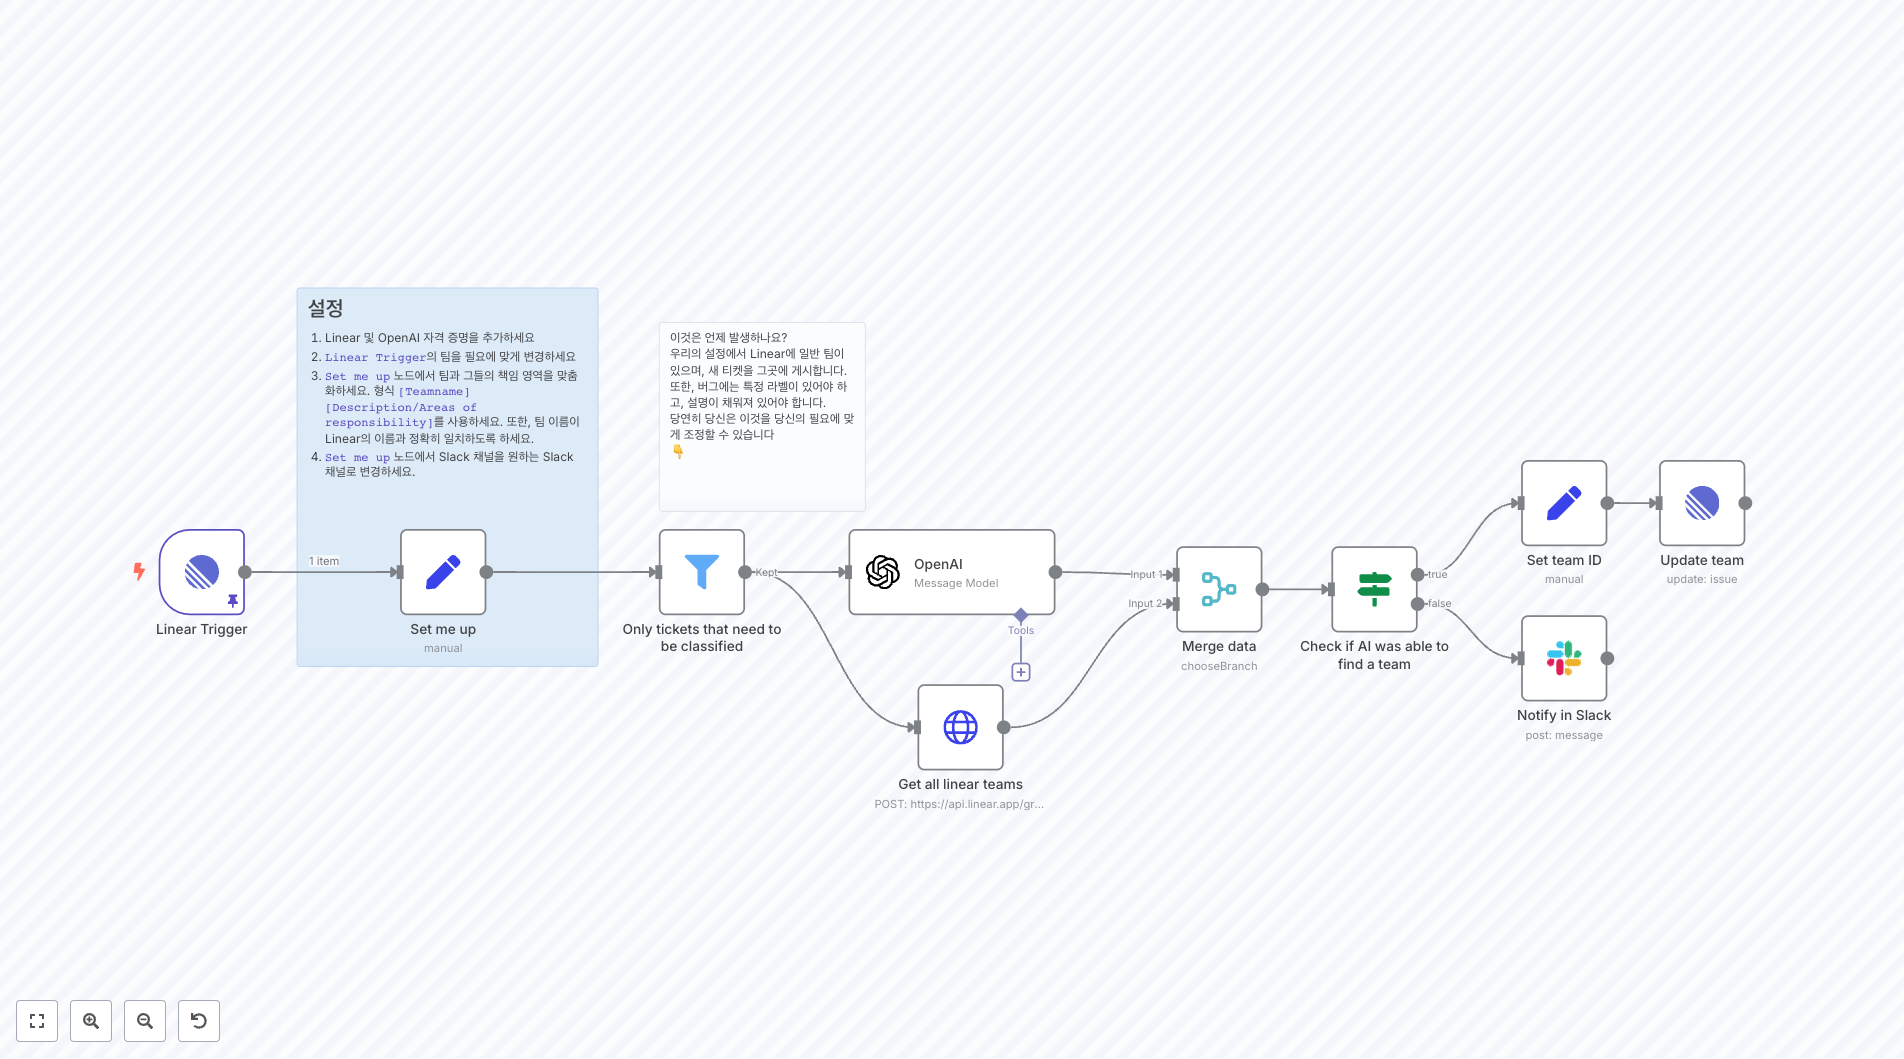 설정
1. Linear 및 OpenAI 자격 증명을 추가하세요
2. Linear Trigger의 팀을 필요에 맞게 변경하세요
3. Set me up 노드에서 팀과 그들의 책임 영역을 맞춤
화하세요. 형식 [Teamname]
[Description/Areas of
responsibility]를 사용하세요. 또한, 팀 이름이
Linear의 이름과 정확히 일치하도록 하세요.
4. Set me up 노드에서 Slack 채널을 원하는 Slack
채널로 변경하세요.
이것은 언제 발생하나요?
우리의 설정에서 Linear에 일반 팀이
있으며, 새 티켓을 그곳에 게시합니다.
또한, 버그에는 특정 라벨이 있어야 하
고, 설명이 채워져 있어야 합니다.
당연히 당신은 이것을 당신의 필요에 맞
게 조정할 수 있습니다
👇
Linear Trigger
1 item
Set me up
manual
Only tickets that need to
be classified
Kept
OpenAI
Message Model
Tools
Get all linear teams
POST: https://api.linear.app/gr...
Input 1
Input 2
Merge data
chooseBranch
Check if AI was able to
find a team
true
false
Set team ID
manual
Update team
update: issue
Notify in Slack
post: message